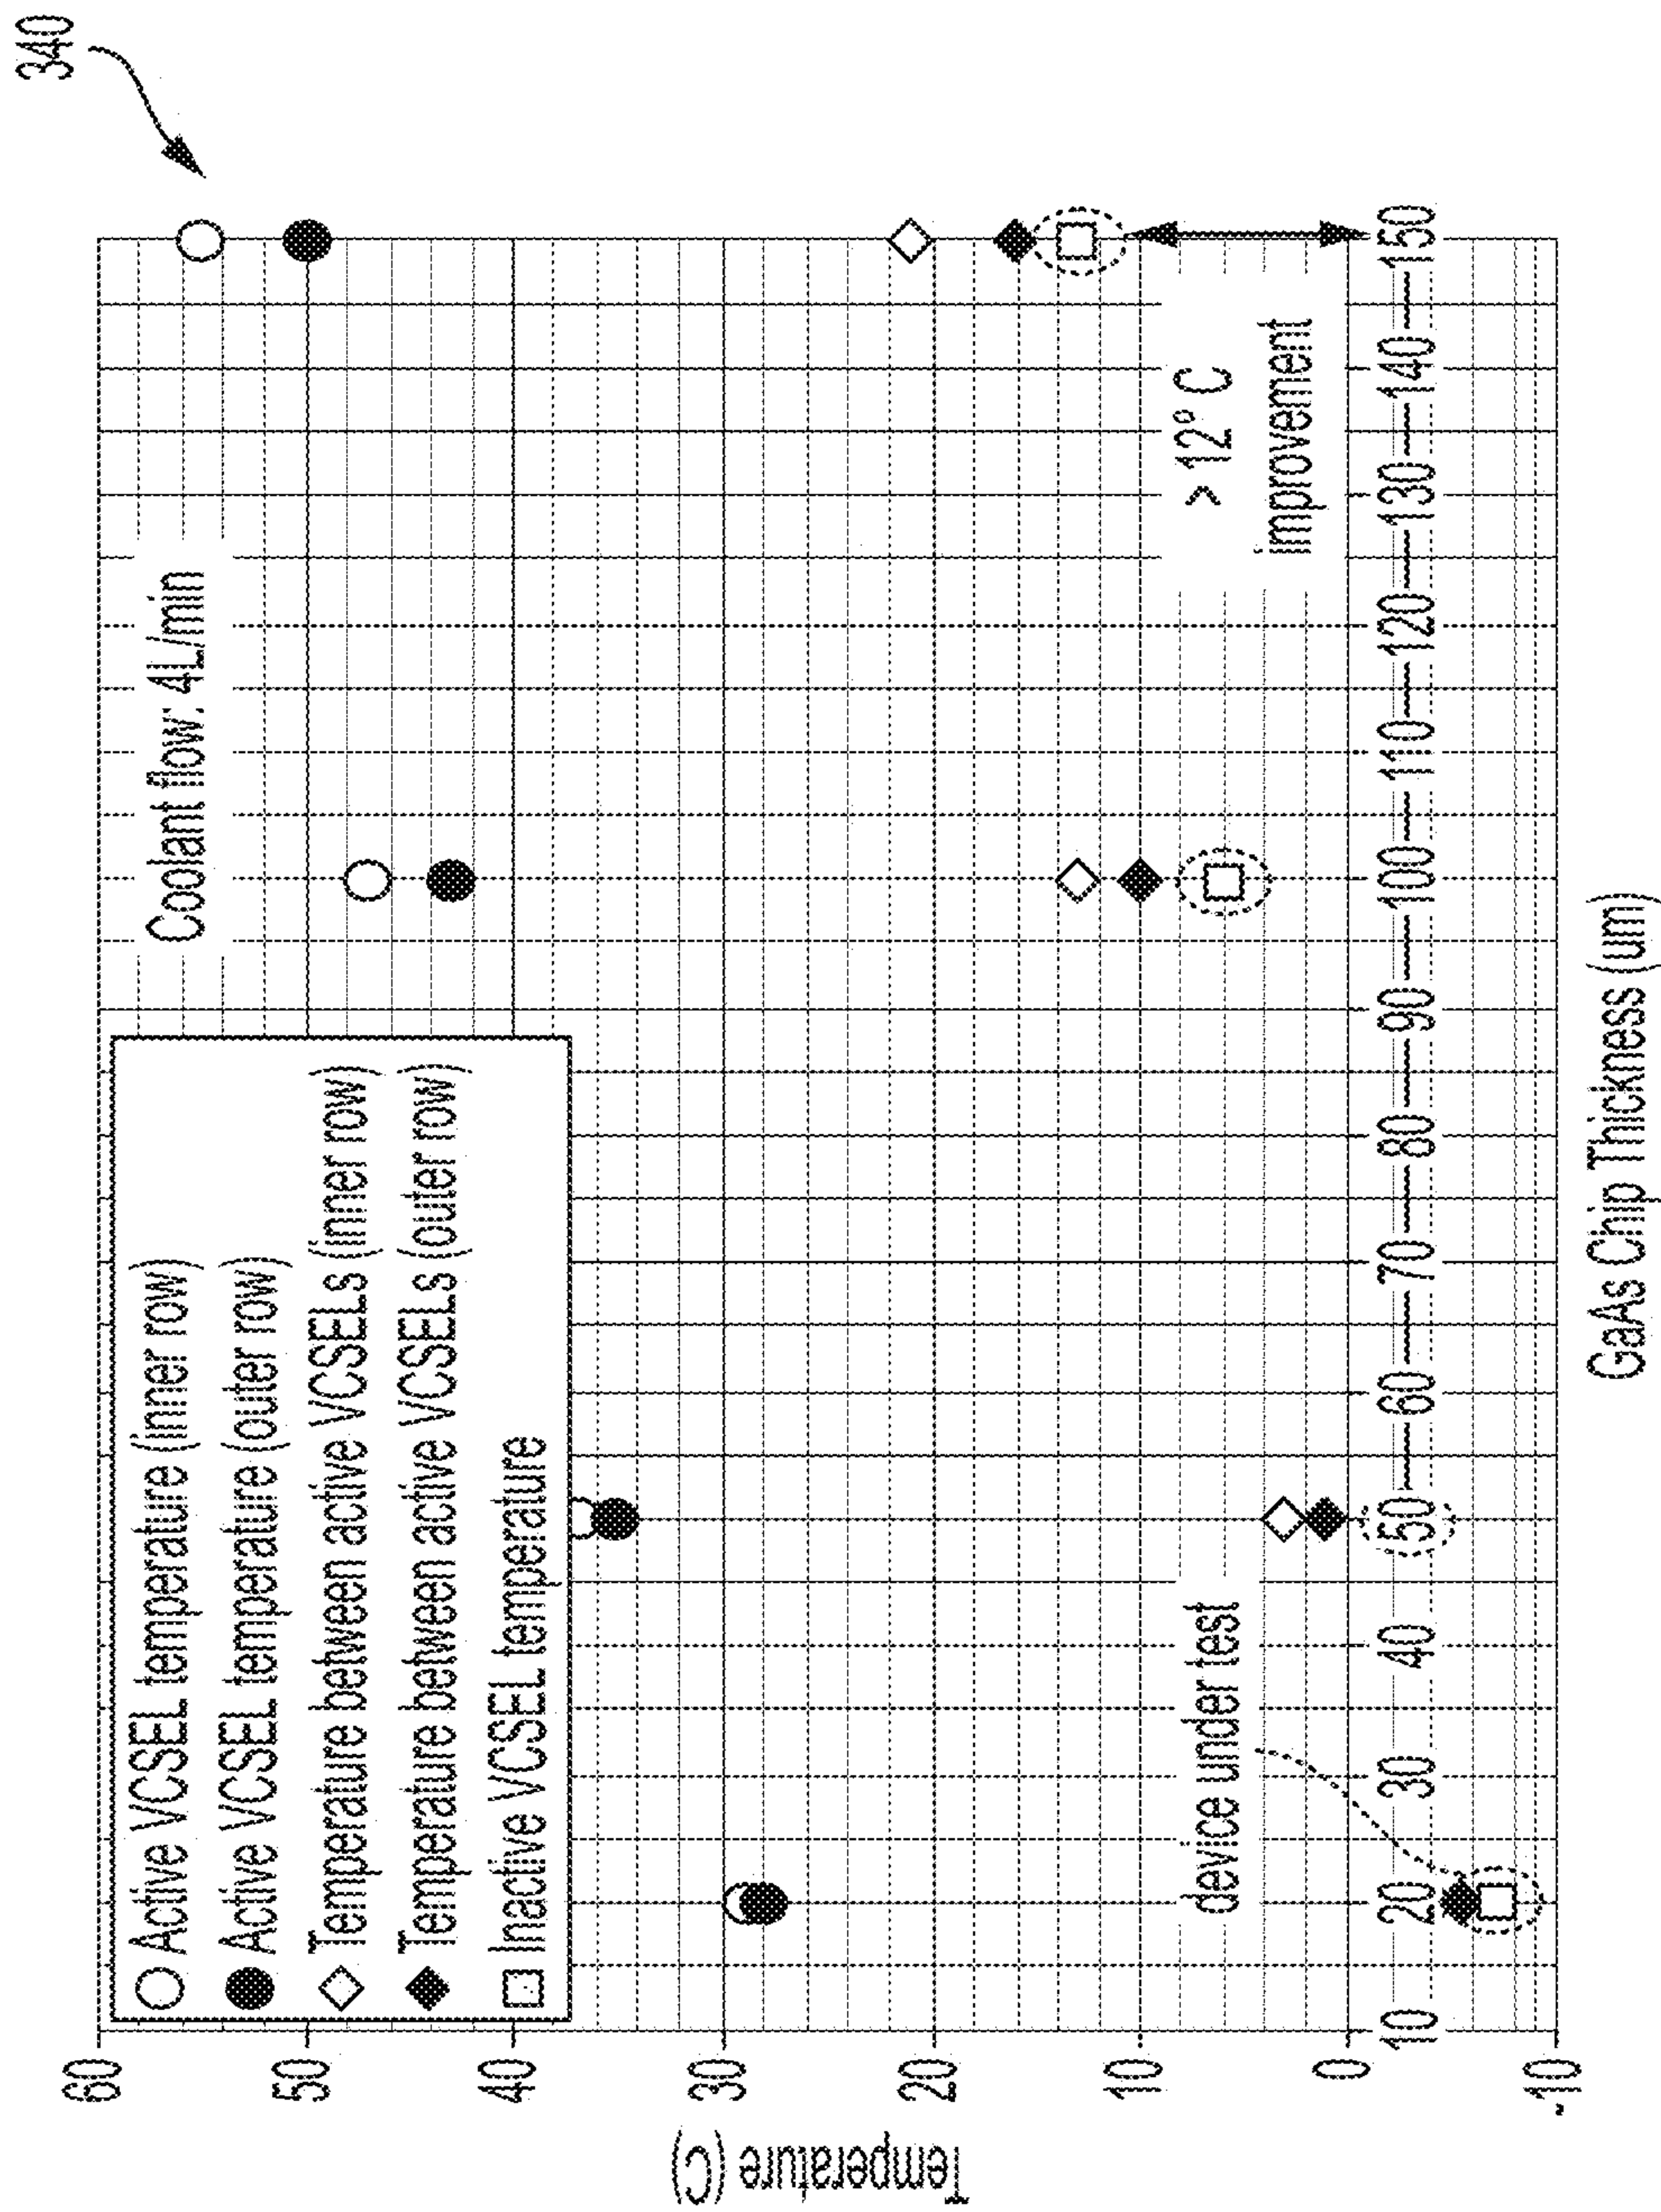 340
Coolant flow: 4L/min
Active VCSEL temperature (inner row)
Active VCSEL temperature (outer row)
Temperature between active VCSELs (inner row)
Temperature between active VCSELs (outer row)
Inactive VCSEL temperature
device under test
> 12° C
improvement
Temperature (C)
60
50
40
30
20
10
0
-10
10 20 30 40 50 60 70 80 90 100 110 120 130 140 150
GaAs Chip Thickness (um)